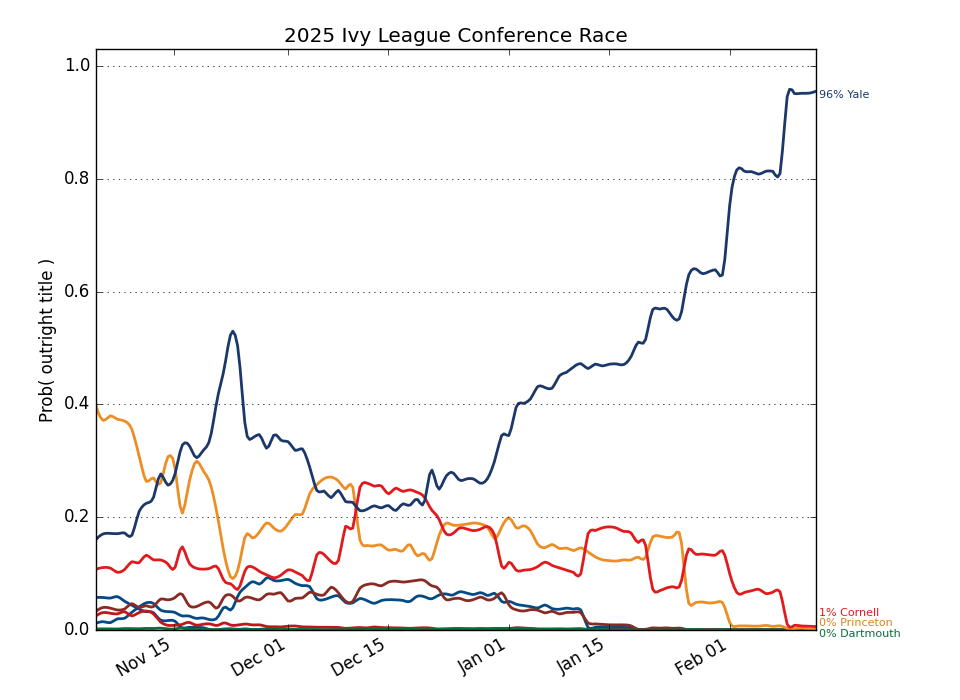 2025 Ivy League Conference Race
Prob( outright title )
1.0
0.8
0.6
0.4
0.2
0.0
Nov 15
Dec 01
Dec 15
Jan 01
Jan 15
Feb 01
96% Yale
1% Cornell
0% Princeton
0% Dartmouth